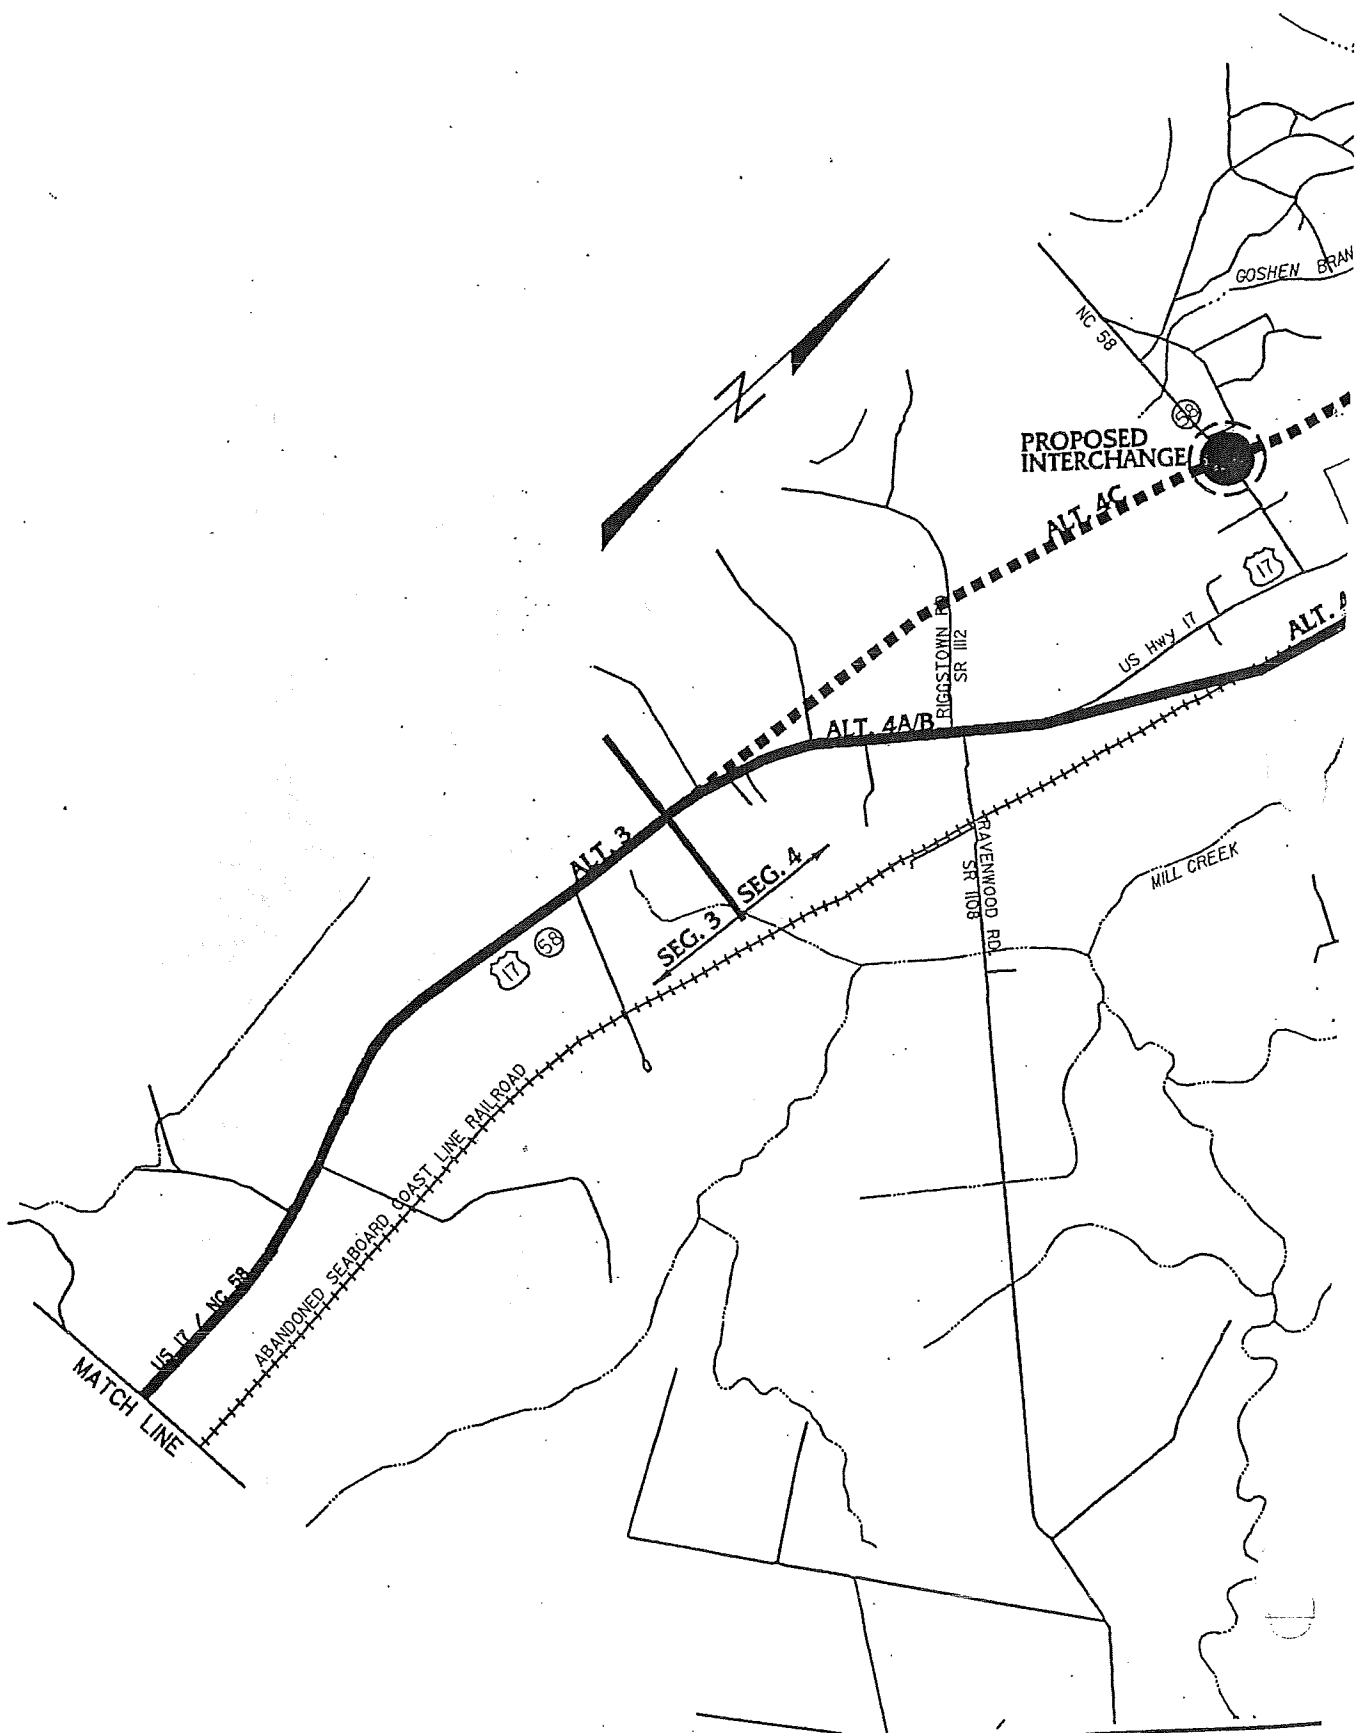 GOSHEN BRAN
NC 58
58
PROPOSED
INTERCHANGE
N
ALT. 4C
17
US Hwy 17
RIGGSTOWN RD
SR 1112
ALT. 4A/B
ALT. 3
SEG. 4
SEG. 3
RAVENWOOD RD.
SR 1108
MILL CREEK
17
58
ABANDONED SEABOARD COAST LINE RAILROAD
US 17 / NC 58
MATCH LINE